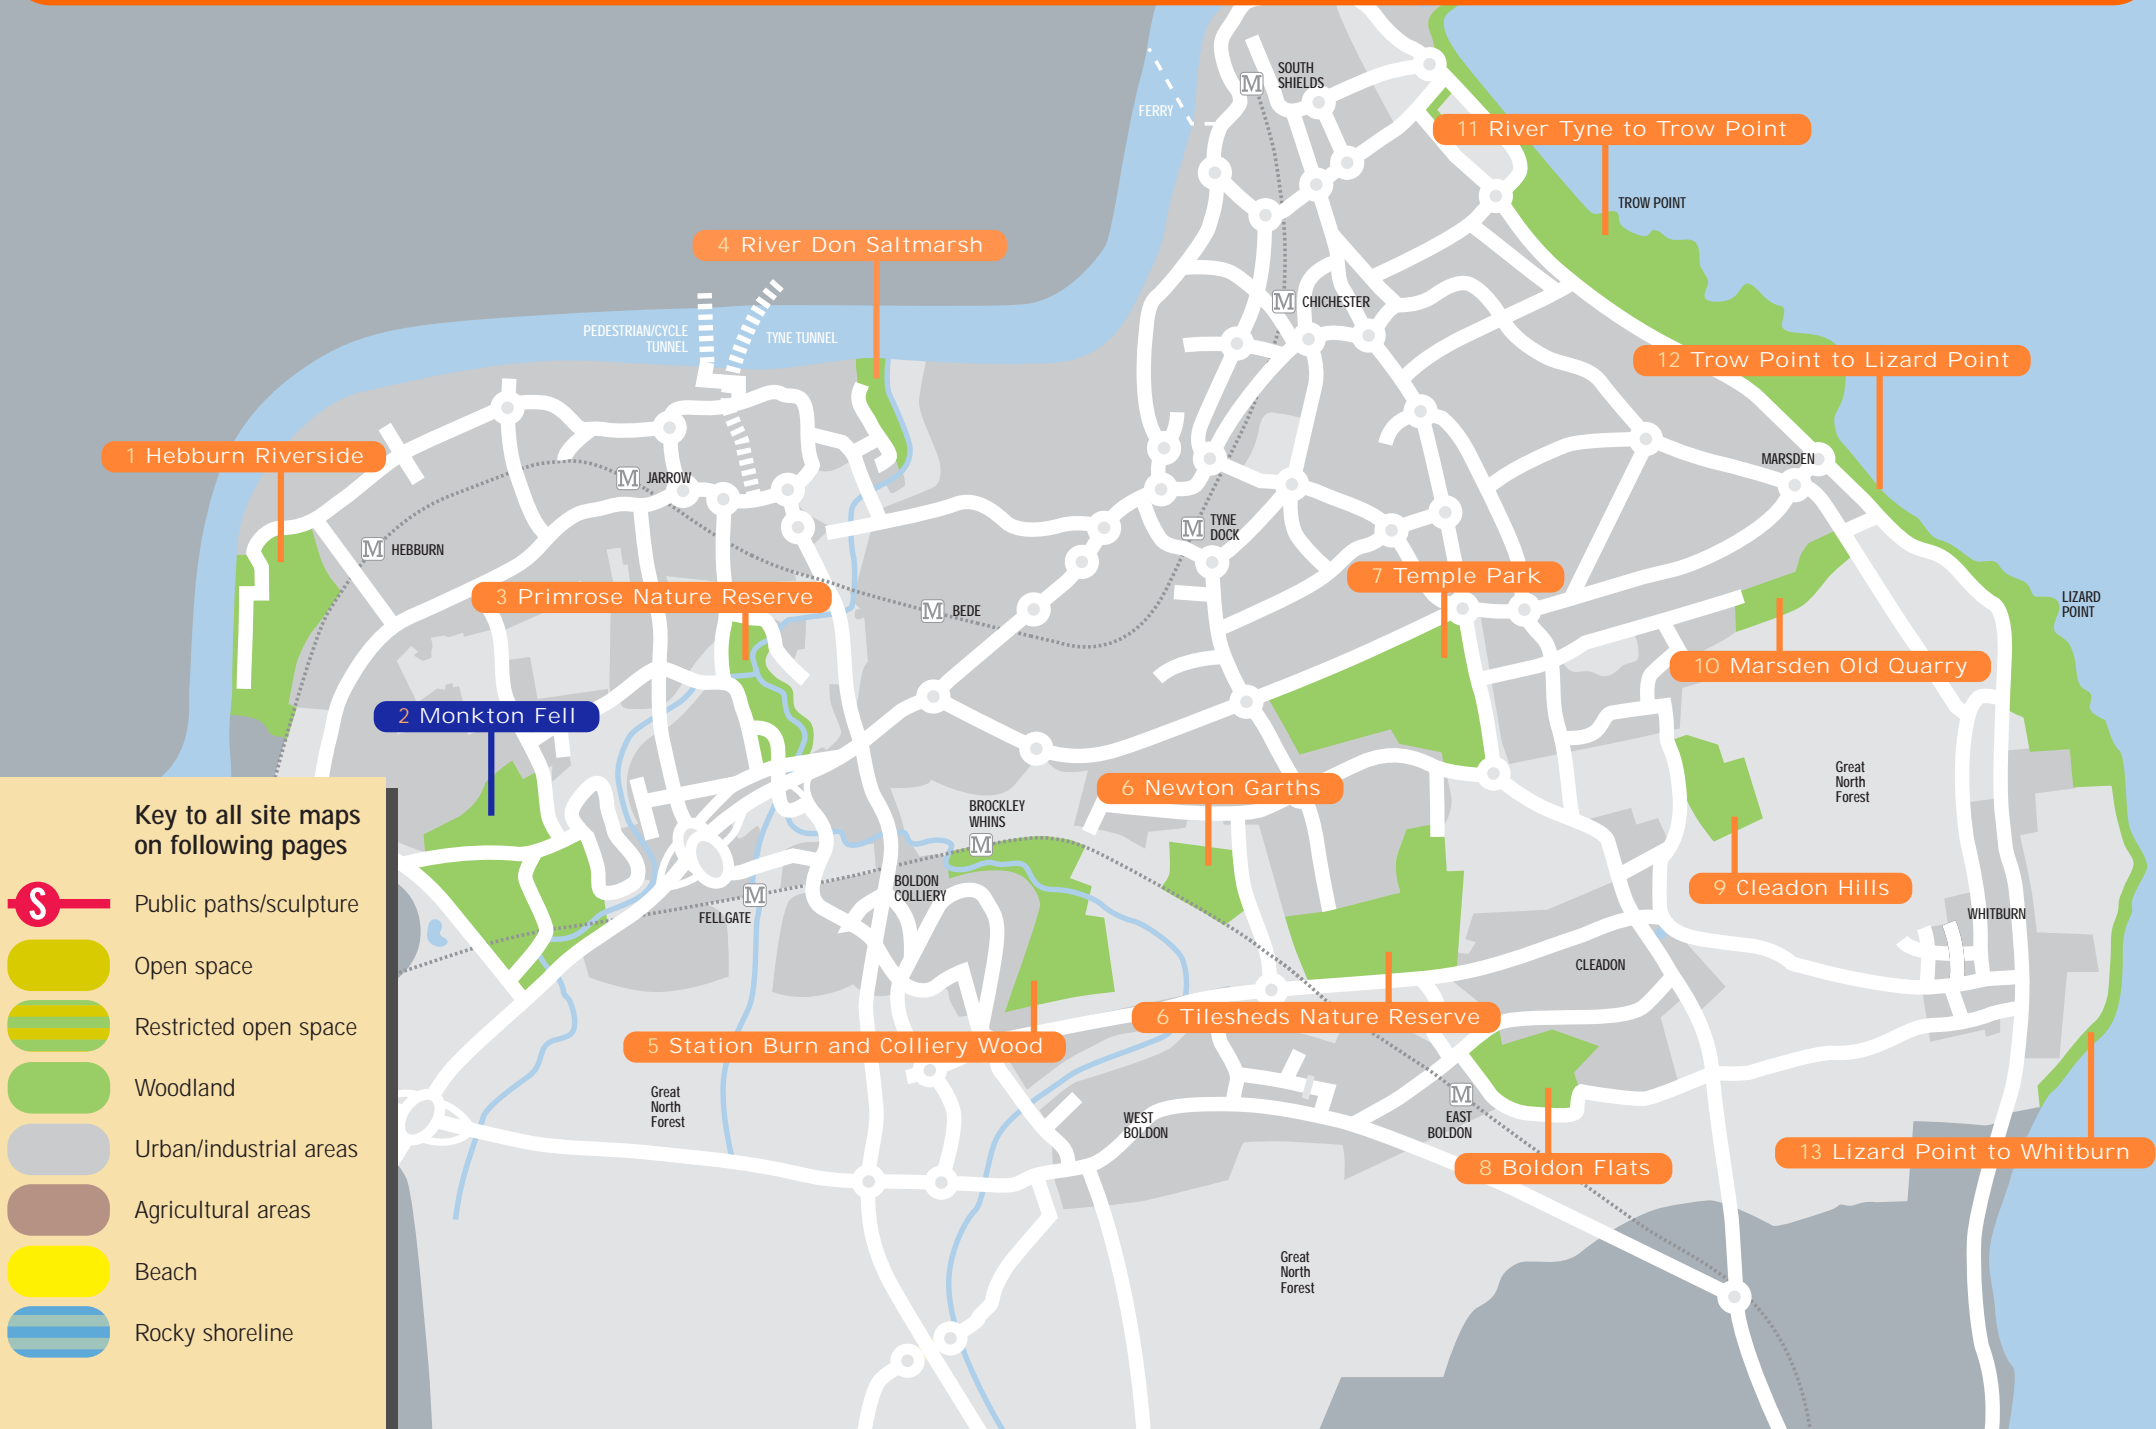 SOUTH
SHIELDS
M
FERRY
11 River Tyne to Trow Point
TROW POINT
4 River Don Saltmarsh
M CHICHESTER
PEDESTRIAN/CYCLE
TUNNEL
TYNE TUNNEL
12 Trow Point to Lizard Point
1 Hebburn Riverside
MARSDEN
M JARROW
M TYNE
DOCK
M HEBBURN
7 Temple Park
3 Primrose Nature Reserve
M BEDE
LIZARD
POINT
10 Marsden Old Quarry
2 Monkton Fell
Great
North
Forest
6 Newton Garths
BROCKLEY
WHINS
M
BOLDON
COLLIERY
M
FELLGATE
9 Cleadon Hills
WHITBURN
CLEADON
6 Tilesheds Nature Reserve
5 Station Burn and Colliery Wood
Great
North
Forest
WEST
BOLDON
M
EAST
BOLDON
8 Boldon Flats
13 Lizard Point to Whitburn
Great
North
Forest
Key to all site maps
on following pages
S Public paths/sculpture
Open space
Restricted open space
Woodland
Urban/industrial areas
Agricultural areas
Beach
Rocky shoreline